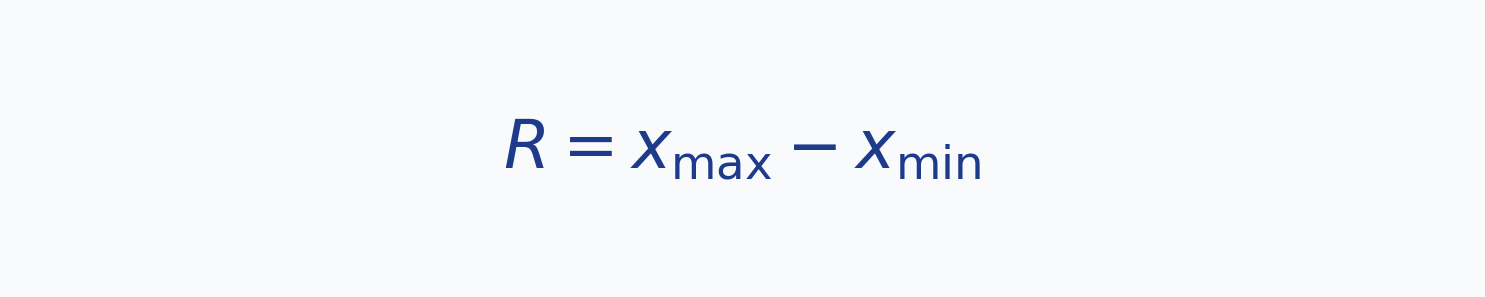 R = x_max − x_min